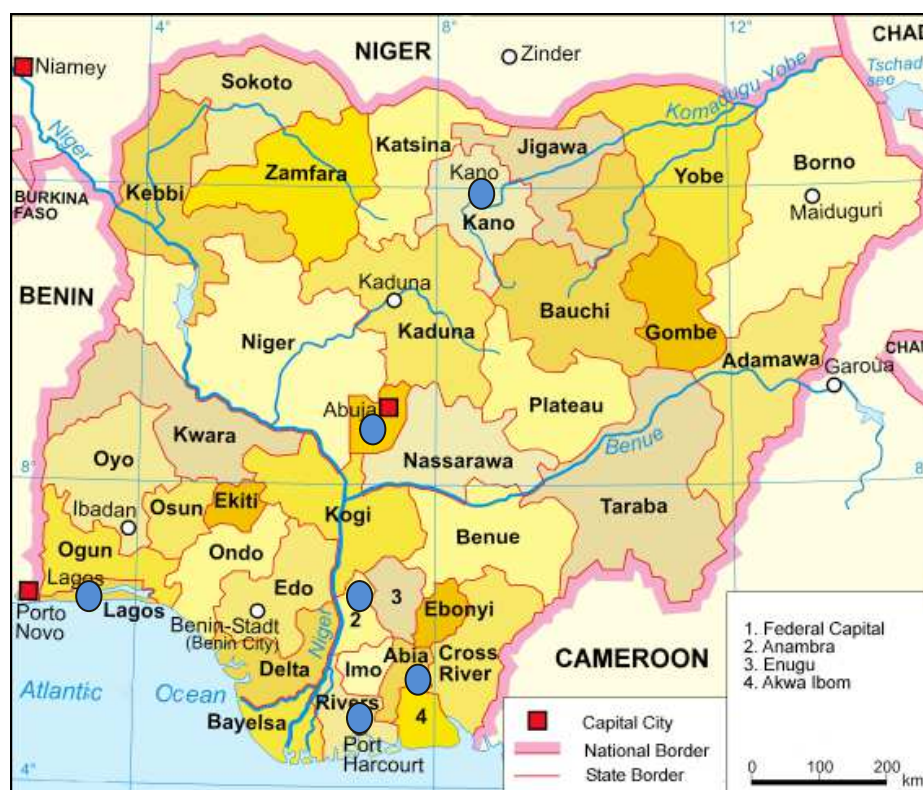 4°
8°
12°
NIGER
CHAD
Zinder
Niamey
Tschad
see
Sokoto
Komadugu Yobe
Katsina
Jigawa
Niger
Zamfara
Kano
Borno
Kebbi
Yobe
BURKINA
FASO
Maiduguri
Kano
Kaduna
BENIN
Bauchi
Kaduna
Gombe
Niger
CHA
Adamawa
Garoua
Abuja
Plateau
Kwara
Benue
Nassarawa
Oyo
8°
8
Taraba
Ibadan
Osun
Ekiti
Kogi
Benue
Ogun
Ondo
Lagos
Edo
3
Ebonyi
Porto
Novo
Lagos
2
Benin-Stadt
(Benin City)
Niger
1. Federal Capital
2. Anambra
3. Enugu
4. Akwa Ibom
Abia
Cross
River
CAMEROON
Imo
Delta
Atlantic
Ocean
Rivers
4
Bayelsa
Capital City
Port
Harcourt
National Border
State Border
4°
0 100 200
km